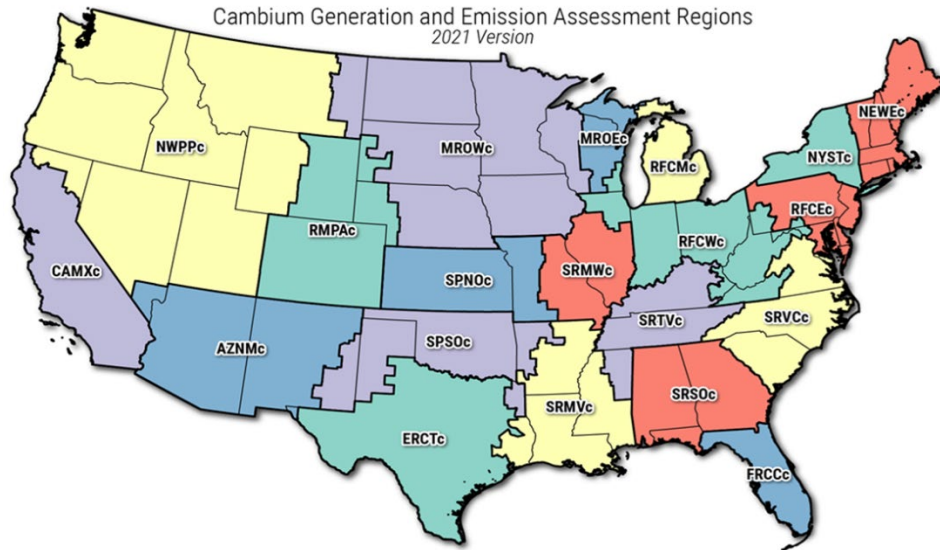 Cambium Generation and Emission Assessment Regions
2021 Version
NEWEc
NWPPc
MROWc
MROEc
RFCMc
NYSTc
RFCEc
RMPAc
RFCWc
CAMXc
SPNOc
SRMWc
SRTVc
SRVCc
AZNMc
SPSOc
SRMVc
SRSOc
ERCTc
FRCCc